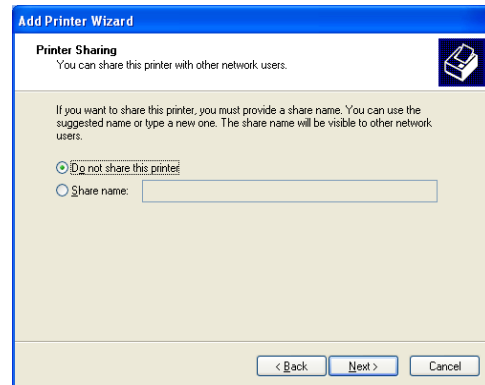 Add Printer Wizard
Printer Sharing
You can share this printer with other network users.
If you want to share this printer, you must provide a share name. You can use the
suggested name or type a new one. The share name will be visible to other network
users.
Do not share this printer
Share name:
< Back Next > Cancel